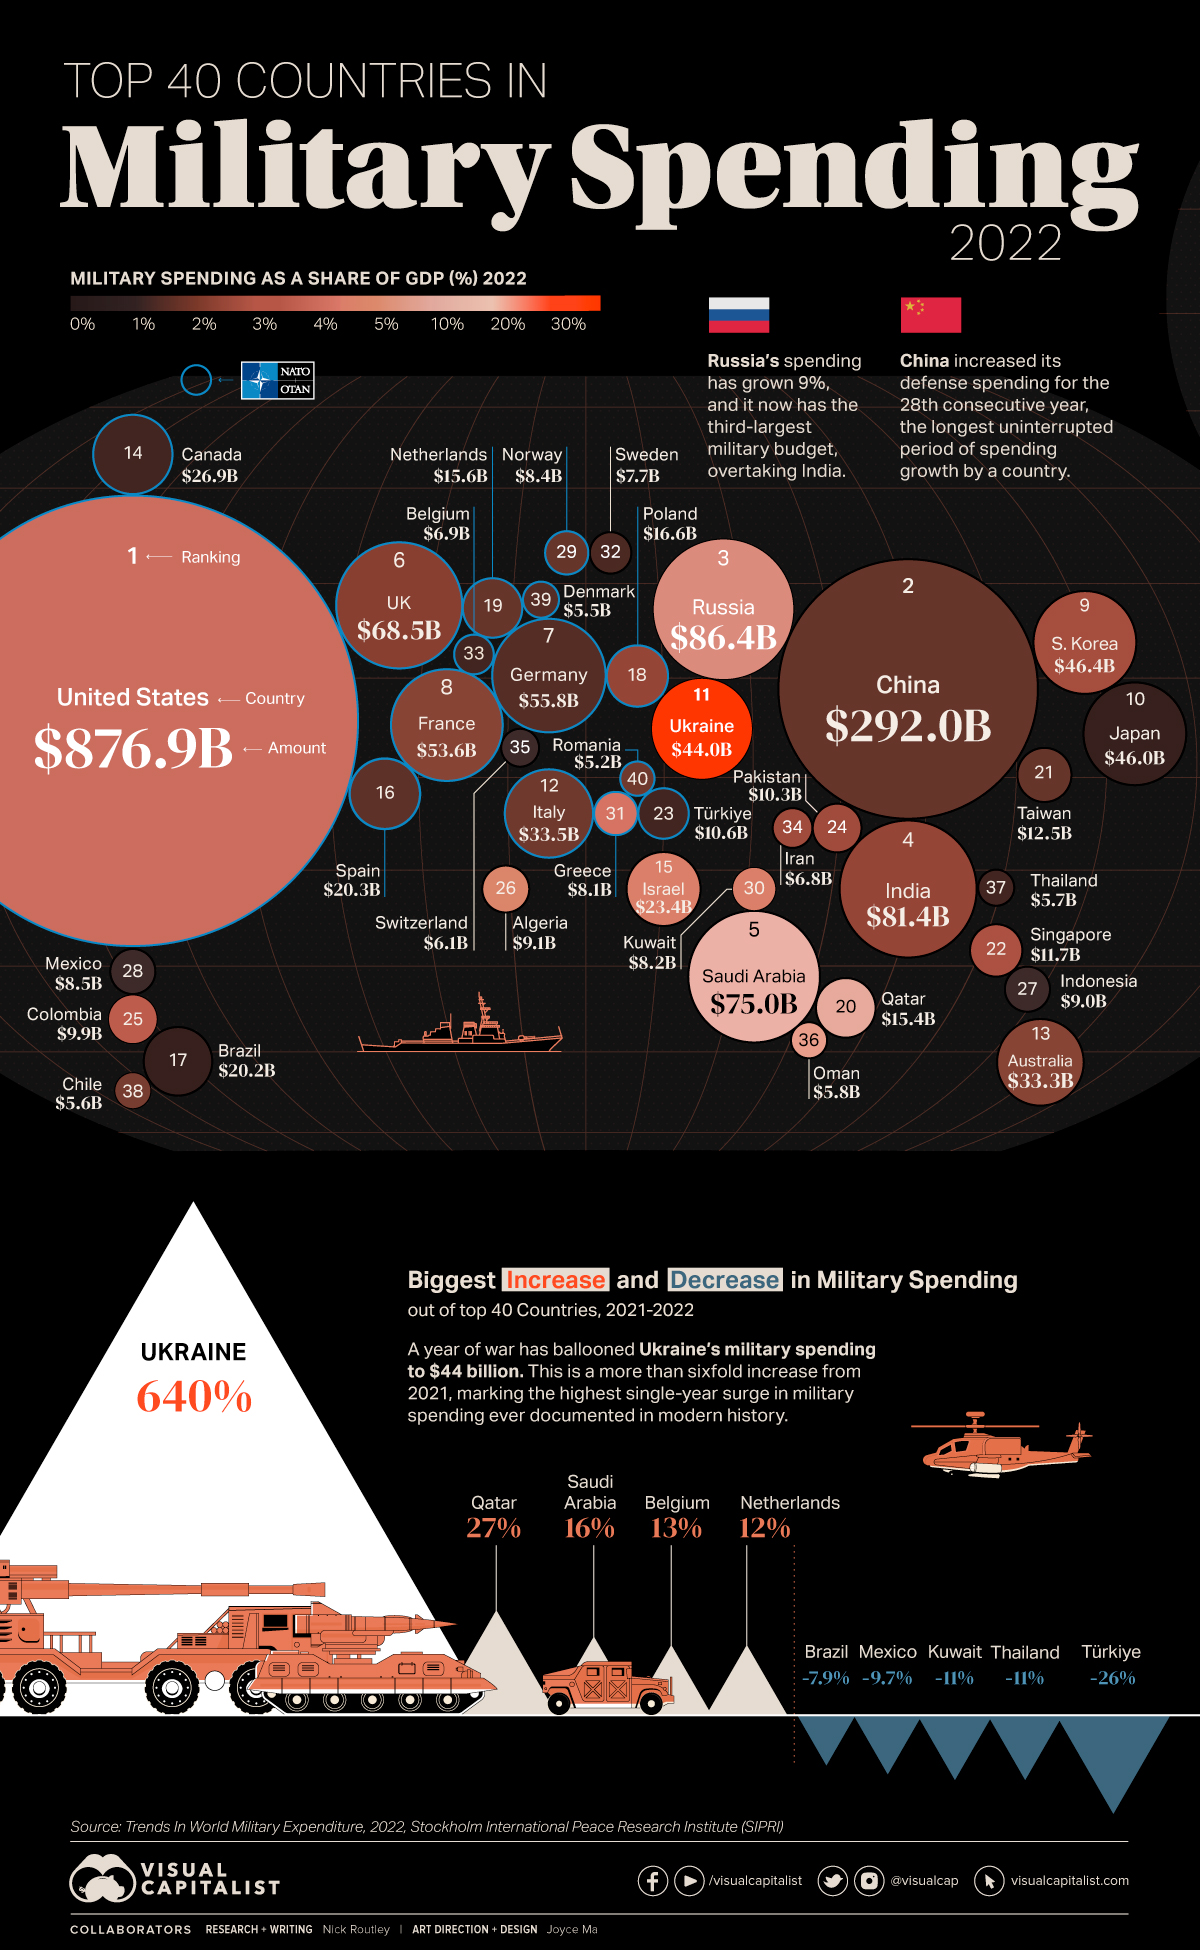 TOP 40 COUNTRIES IN
Military Spending
2022
MILITARY SPENDING AS A SHARE OF GDP (%) 2022
0% 1% 2% 3% 4% 5% 10% 20% 30%
NATO
OTAN
Russia's spending
has grown 9%,
and it now has the
third-largest
military budget,
overtaking India.
China increased its
defense spending for the
28th consecutive year,
the longest uninterrupted
period of spending
growth by a country.
14
Canada
$26.9B
1 ← Ranking
United States ← Country
$876.9B ← Amount
Netherlands
$15.6B
Norway
$8.4B
Sweden
$7.7B
Belgium
$6.9B
Poland
$16.6B
6
UK
$68.5B
19
39
29
32
Denmark
$5.5B
33
7
Germany
$55.8B
18
3
Russia
$86.4B
2
China
$292.0B
9
S. Korea
$46.4B
8
France
$53.6B
11
Ukraine
$44.0B
10
Japan
$46.0B
35
Romania
$5.2B
40
16
12
Italy
$33.5B
31
23
Türkiye
$10.6B
Pakistan
$10.3B
34
24
21
Taiwan
$12.5B
Spain
$20.3B
Greece
$8.1B
15
Israel
$23.4B
Iran
$6.8B
4
India
$81.4B
37
Thailand
$5.7B
26
30
Switzerland
$6.1B
Algeria
$9.1B
Kuwait
$8.2B
5
Saudi Arabia
$75.0B
22
Singapore
$11.7B
27
Indonesia
$9.0B
20
Qatar
$15.4B
36
Oman
$5.8B
13
Australia
$33.3B
Mexico
$8.5B
28
Colombia
$9.9B
25
17
Brazil
$20.2B
Chile
$5.6B
38
UKRAINE
640%
Biggest Increase and Decrease in Military Spending
out of top 40 Countries, 2021-2022
A year of war has ballooned Ukraine's military spending
to $44 billion. This is a more than sixfold increase from
2021, marking the highest single-year surge in military
spending ever documented in modern history.
Qatar
27%
Saudi
Arabia
16%
Belgium
13%
Netherlands
12%
Brazil Mexico Kuwait Thailand Türkiye
-7.9% -9.7% -11% -11% -26%
Source: Trends In World Military Expenditure, 2022, Stockholm International Peace Research Institute (SIPRI)
VISUAL
CAPITALIST
/visualcapitalist @visualcap visualcapitalist.com
COLLABORATORS RESEARCH + WRITING Nick Routley | ART DIRECTION + DESIGN Joyce Ma